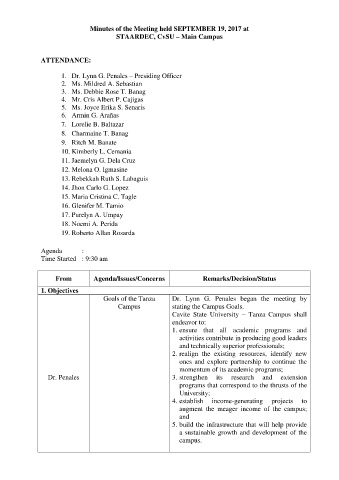 Minutes of the Meeting held SEPTEMBER 19, 2017 at
STAARDEC, CvSU – Main Campus
ATTENDANCE:
1. Dr. Lynn G. Penales – Presiding Officer
2. Ms. Mildred A. Sebastian
3. Ms. Debbie Rose T. Banag
4. Mr. Cris Albert P. Cajigas
5. Ms. Joyce Erika S. Senaris
6. Armin G. Arañas
7. Lorelie B. Baltazar
8. Charmaine T. Banag
9. Ritch M. Banate
10. Kimberly L. Cernania
11. Jaemelyn G. Dela Cruz
12. Melona O. Igmasine
13. Rebekkah Ruth S. Labaguis
14. Jhon Carlo G. Lopez
15. Maria Cristina C. Tagle
16. Glenifer M. Tamio
17. Purelyn A. Umpay
18. Noemi A. Perida
19. Roberto Allan Rosarda
Agenda :
Time Started : 9:30 am
From Agenda/Issues/Concerns Remarks/Decision/Status
1. Objectives
Dr. Penales
Goals of the Tanza
Campus
Dr. Lynn G. Penales began the meeting by
stating the Campus Goals.
Cavite State University – Tanza Campus shall
endeavor to:
1. ensure that all academic programs and
activities contribute in producing good leaders
and technically superior professionals;
2. realign the existing resources, identify new
ones and explore partnership to continue the
momentum of its academic programs;
3. strengthen its research and extension
programs that correspond to the thrusts of the
University;
4. establish income-generating projects to
augment the meager income of the campus;
and
5. build the infrastructure that will help provide
a sustainable growth and development of the
campus.